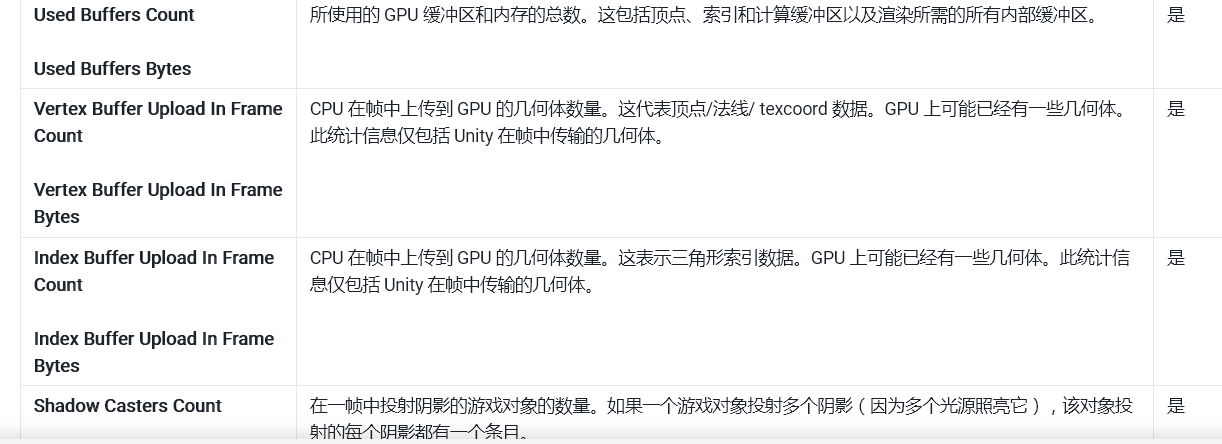 Used Buffers Count
Used Buffers Bytes
所使用的 GPU 缓冲区和内存的总数。这包括顶点、索引和计算缓冲区以及渲染所需的所有内部缓冲区。
是
Vertex Buffer Upload In Frame
Count
Vertex Buffer Upload In Frame
Bytes
CPU 在帧中上传到 GPU 的几何体数量。这代表顶点/法线/ texcoord 数据。GPU 上可能已经有一些几何体。
此统计信息仅包括 Unity 在帧中传输的几何体。
是
Index Buffer Upload In Frame
Count
Index Buffer Upload In Frame
Bytes
CPU 在帧中上传到 GPU 的几何体数量。这表示三角形索引数据。GPU 上可能已经有一些几何体。此统计信
息仅包括 Unity 在帧中传输的几何体。
是
Shadow Casters Count
在一帧中投射阴影的游戏对象的数量。如果一个游戏对象投射多个阴影（因为多个光源照亮它），该对象投
射的每个阴影都有一个条目。
是